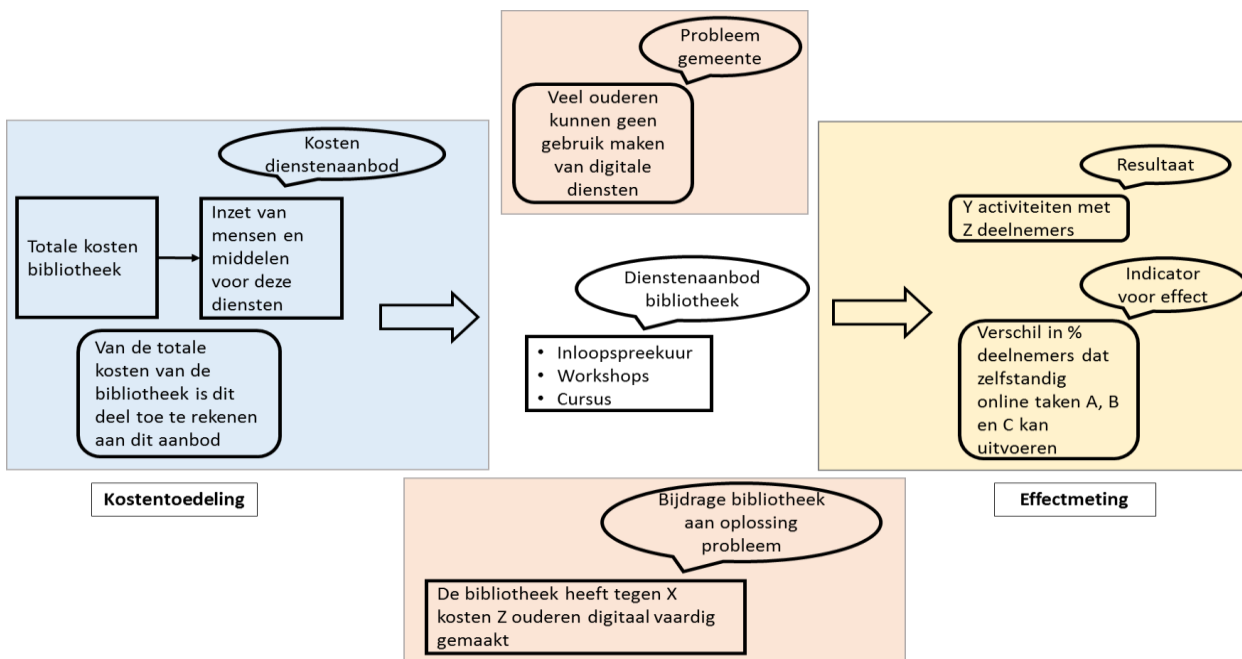 Probleem
gemeente
Veel ouderen
kunnen geen
gebruik maken
van digitale
diensten
Kosten
dienstenaanbod
Totale kosten
bibliotheek
Inzet van
mensen en
middelen
voor deze
diensten
Van de totale
kosten van de
bibliotheek is dit
deel toe te rekenen
aan dit aanbod
Kostentoedeling
Dienstenaanbod
bibliotheek
• Inloopspreekuur
• Workshops
• Cursus
Resultaat
Y activiteiten met
Z deelnemers
Indicator
voor effect
Verschil in %
deelnemers dat
zelfstandig
online taken A, B
en C kan
uitvoeren
Effectmeting
Bijdrage bibliotheek
aan oplossing
probleem
De bibliotheek heeft tegen X
kosten Z ouderen digitaal vaardig
gemaakt